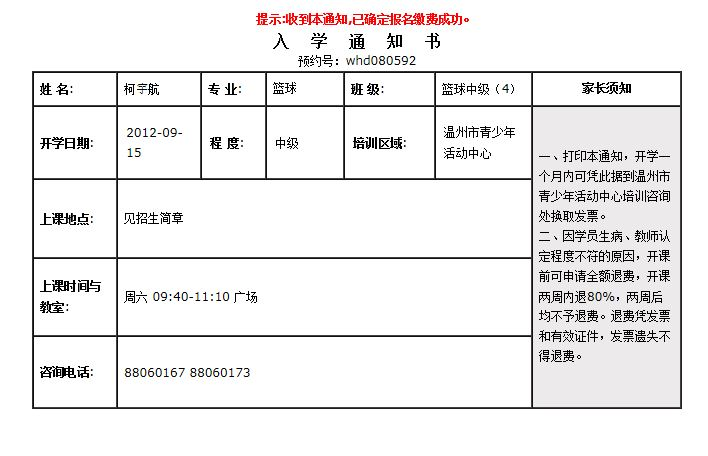 提示:收到本通知,已确定报名缴费成功。
入 学 通 知 书
预约号：whd080592
姓 名: 柯宇航 专 业: 篮球 班 级: 篮球中级（4） 家长须知
开学日期: 2012-09-15 程 度: 中级 培训区域: 温州市青少年活动中心
上课地点: 见招生简章
上课时间与教室: 周六 09:40-11:10 广场
咨询电话: 88060167 88060173
一、打印本通知，开学一
个月内可凭此据到温州市
青少年活动中心培训咨询
处换取发票。
二、因学员生病、教师认
定程度不符的原因，开课
前可申请全额退费，开课
两周内退80%，两周后
均不予退费。退费凭发票
和有效证件，发票遗失不
得退费。